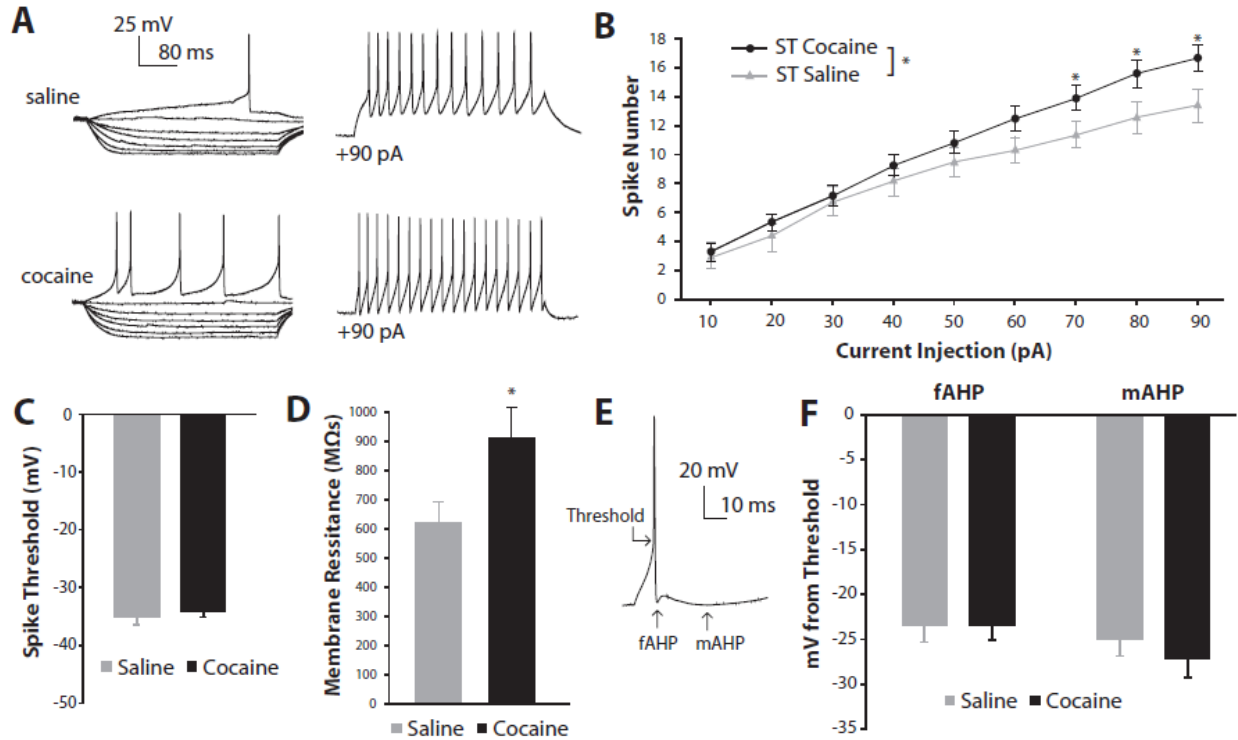 A
25 mV
80 ms
saline
+90 pA
cocaine
+90 pA
B
ST Cocaine
ST Saline
*
*
*
*
Spike Number
18
16
14
12
10
8
6
4
2
0
10 20 30 40 50 60 70 80 90
Current Injection (pA)
C
Spike Threshold (mV)
0
-10
-20
-30
-40
-50
Saline Cocaine
D
*
Membrane Ressitance (MΩs)
1000
900
800
700
600
500
400
300
200
100
0
Saline Cocaine
E
20 mV
10 ms
Threshold
fAHP mAHP
F
fAHP mAHP
mV from Threshold
0
-5
-10
-15
-20
-25
-30
-35
Saline Cocaine